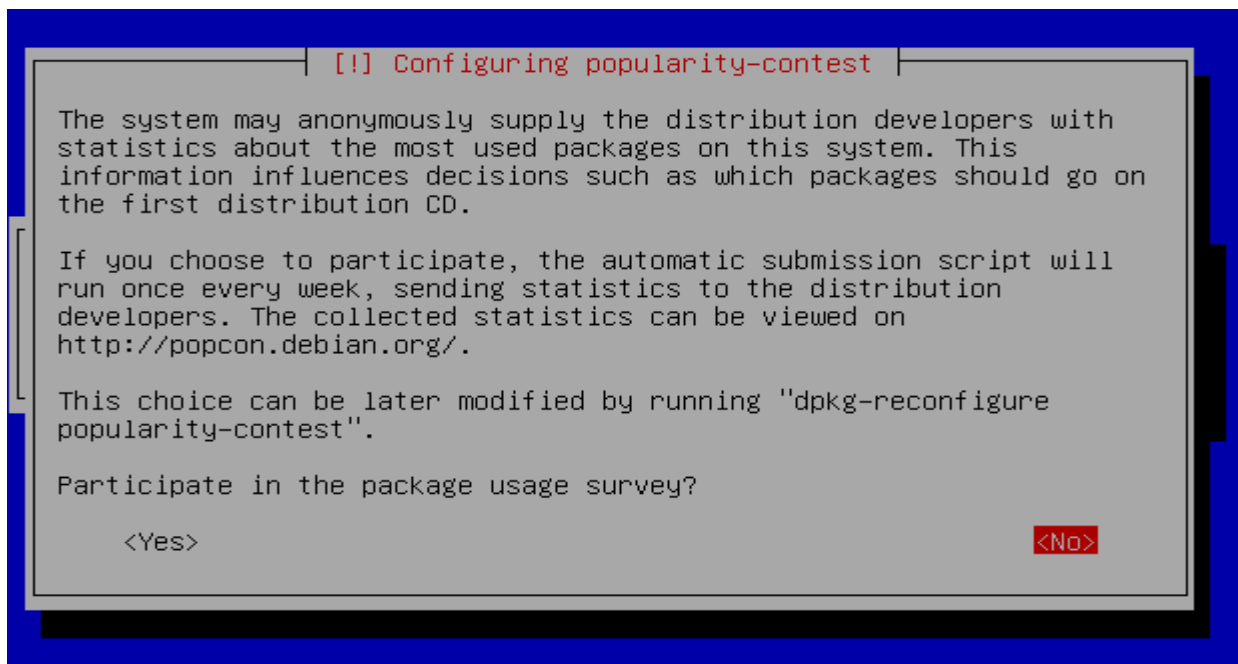 [!] Configuring popularity-contest
The system may anonymously supply the distribution developers with
statistics about the most used packages on this system. This
information influences decisions such as which packages should go on
the first distribution CD.
If you choose to participate, the automatic submission script will
run once every week, sending statistics to the distribution
developers. The collected statistics can be viewed on
http://popcon.debian.org/.
This choice can be later modified by running "dpkg-reconfigure
popularity-contest".
Participate in the package usage survey?
<Yes> <No>